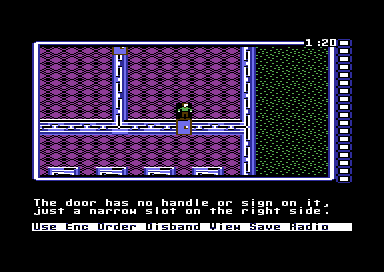 1:20
The door has no handle or sign on it,
just a narrow slot on the right side.
Use Enc Order Disband View Save Radio